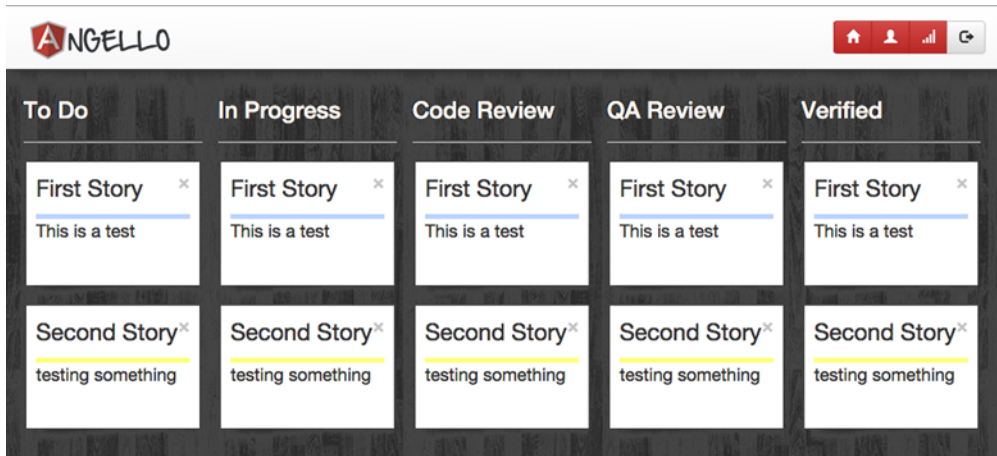 ANGELLO
To Do In Progress Code Review QA Review Verified
First Story × First Story × First Story × First Story × First Story ×
This is a test This is a test This is a test This is a test This is a test
Second Story × Second Story × Second Story × Second Story × Second Story ×
testing something testing something testing something testing something testing something